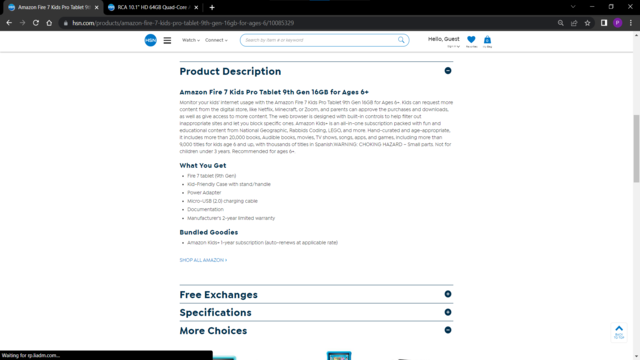 Amazon Fire 7 Kids Pro Tablet 9th
RCA 10.1" HD 64GB Quad-Core
hsn.com/products/amazon-fire-7-kids-pro-tablet-9th-gen-16gb-for-ages-6/10085329
HSN
Watch
Connect
Search by item # or keyword
Hello, Guest
Product Description
Amazon Fire 7 Kids Pro Tablet 9th Gen 16GB for Ages 6+
Monitor your kids' internet usage with the Amazon Fire 7 Kids Pro Tablet 9th Gen 16GB for Ages 6+. Kids can request more
content from the digital store, like Netflix, Minecraft, or Zoom, and parents can approve the purchases and downloads,
as well as give access to more content. The web browser is designed with built-in controls to help filter out
inappropriate sites and let you block specific ones. Amazon Kids+ is an all-in-one subscription packed with fun and
educational content from National Geographic, Rabbids Coding, LEGO, and more. Hand-curated and age-appropriate,
it includes more than 20,000 books, Audible books, movies, TV shows, songs, apps, and games, including more than
9,000 titles for kids age 6 and up, with thousands of titles in Spanish WARNING: CHOKING HAZARD – Small parts. Not for
children under 3 years. Recommended for ages 6+.
What You Get
Fire 7 tablet (9th Gen)
Kid-Friendly Case with stand/handle
Power Adapter
Micro-USB (2.0) charging cable
Documentation
Manufacturer's 2-year limited warranty
Bundled Goodies
Amazon Kids+ 1-year subscription (auto-renews at applicable rate)
SHOP ALL AMAZON
Free Exchanges
Specifications
More Choices
BACK
TO TOP
Waiting for rp.liadm.com...